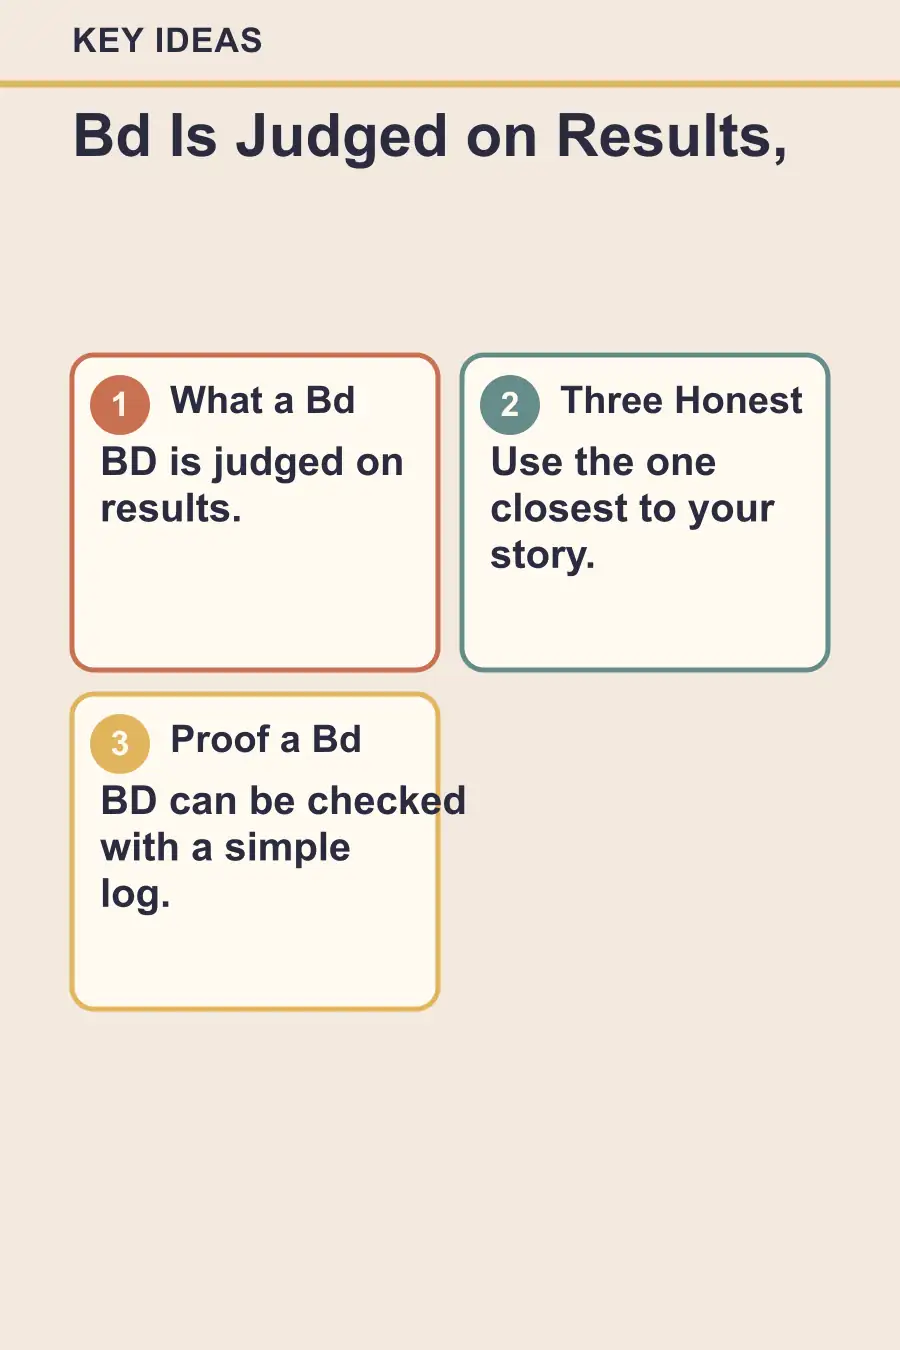 KEY IDEAS
Bd Is Judged on Results,
1 What a Bd
BD is judged on
results.
2 Three Honest
Use the one
closest to your
story.
3 Proof a Bd
BD can be checked
with a simple
log.